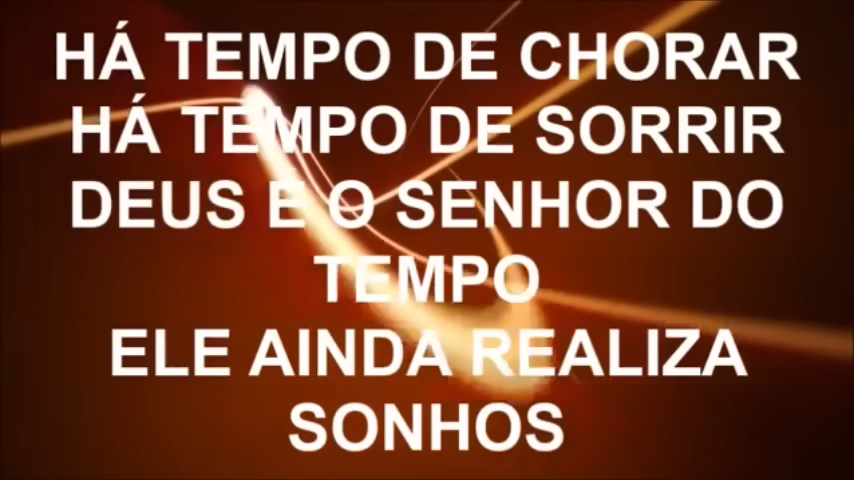 HÁ TEMPO DE CHORAR
HÁ TEMPO DE SORRIR
DEUS E O SENHOR DO
TEMPO
ELE AINDA REALIZA
SONHOS